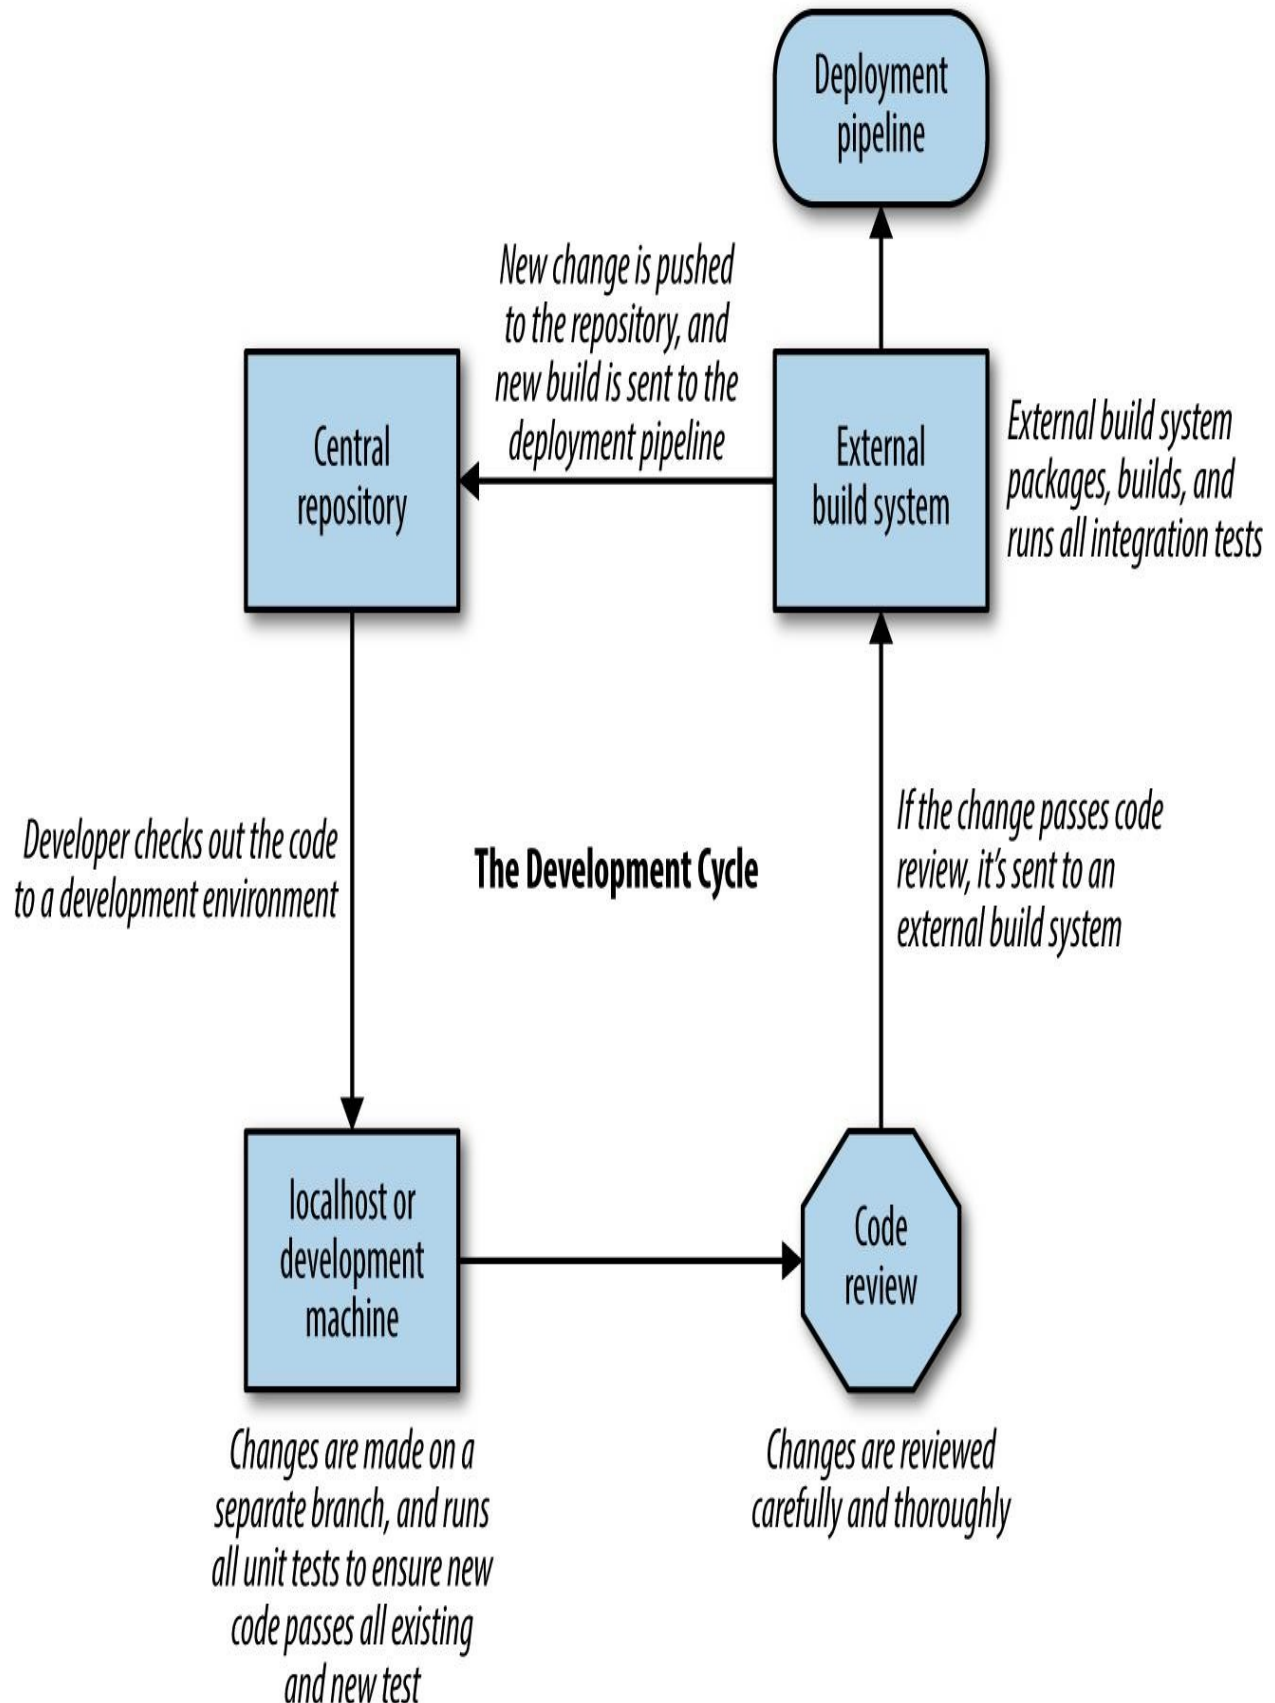 Deployment
pipeline
New change is pushed
to the repository, and
new build is sent to the
deployment pipeline
Central
repository
External
build system
External build system
packages, builds, and
runs all integration tests
Developer checks out the code
to a development environment
The Development Cycle
If the change passes code
review, it's sent to an
external build system
localhost or
development
machine
Code
review
Changes are made on a
separate branch, and runs
all unit tests to ensure new
code passes all existing
and new test
Changes are reviewed
carefully and thoroughly